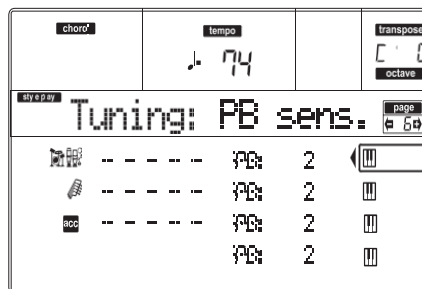 chord
tempo
transpose
74
octave
style play
Tuning: PB sens.
page
6
-- -- -- -- -- PB: 2
-- -- -- -- -- PB: 2
acc -- -- -- -- -- PB: 2
PB: 2